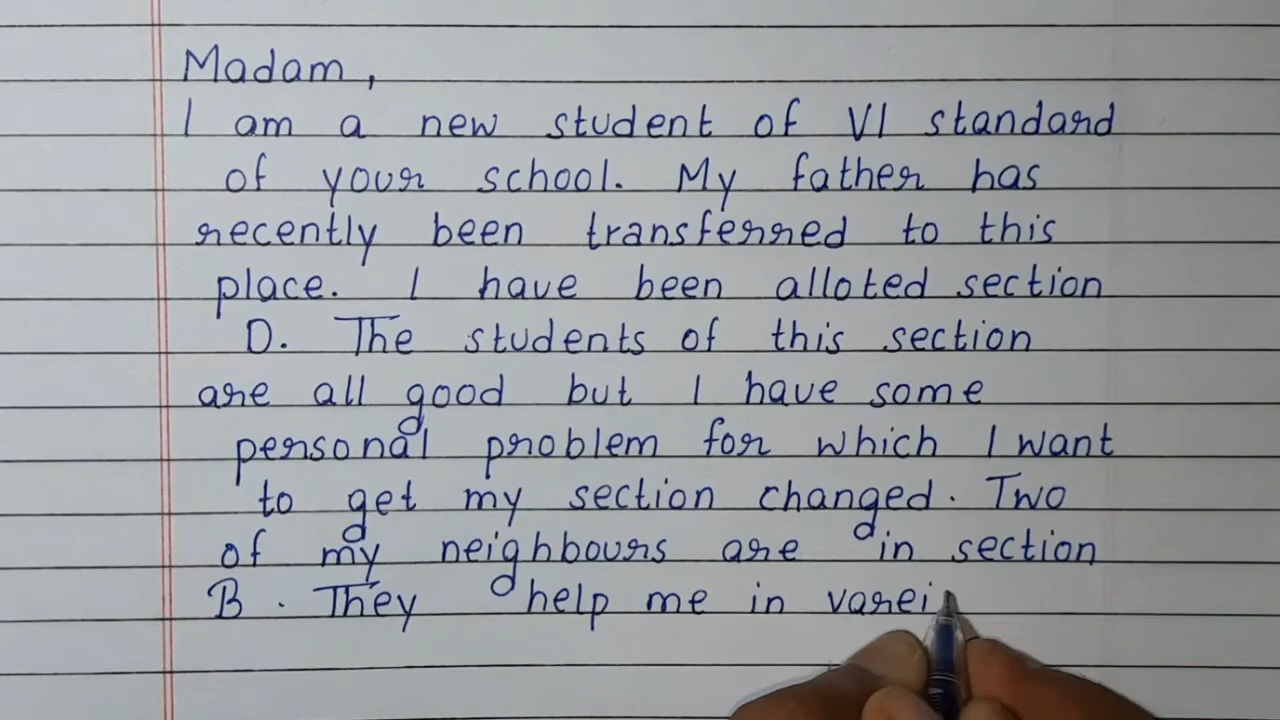 Madam,
I am a new student of VI standard
of your school. My father has
recently been transferred to this
place. I have been alloted section
D. The students of this section
are all good but I have some
personal problem for which I want
to get my section changed. Two
of my neighbours are in section
B. They help me in varei